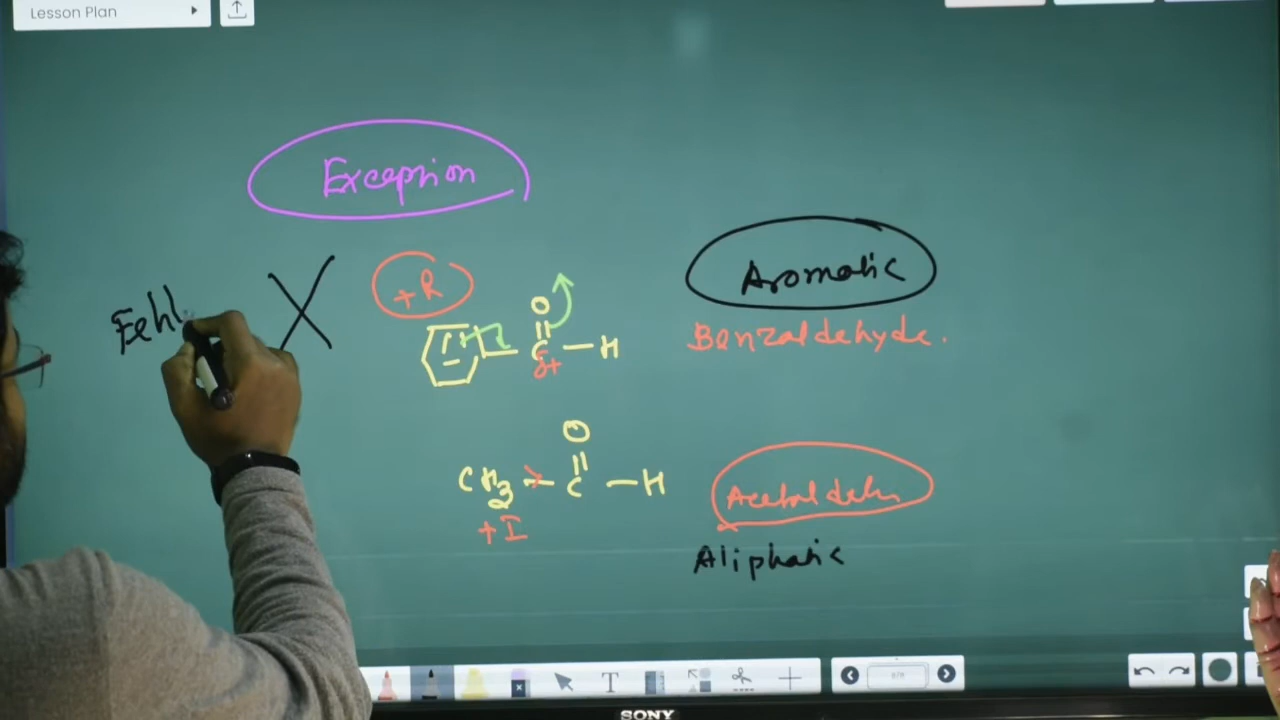 Lesson Plan
Exception
Aromatic
+R
Fehl
X
O
C—H
δ+
Benzaldehyde.
O
CH3 — C —H
+I
Acetaldehy
Aliphatic
T
SONY